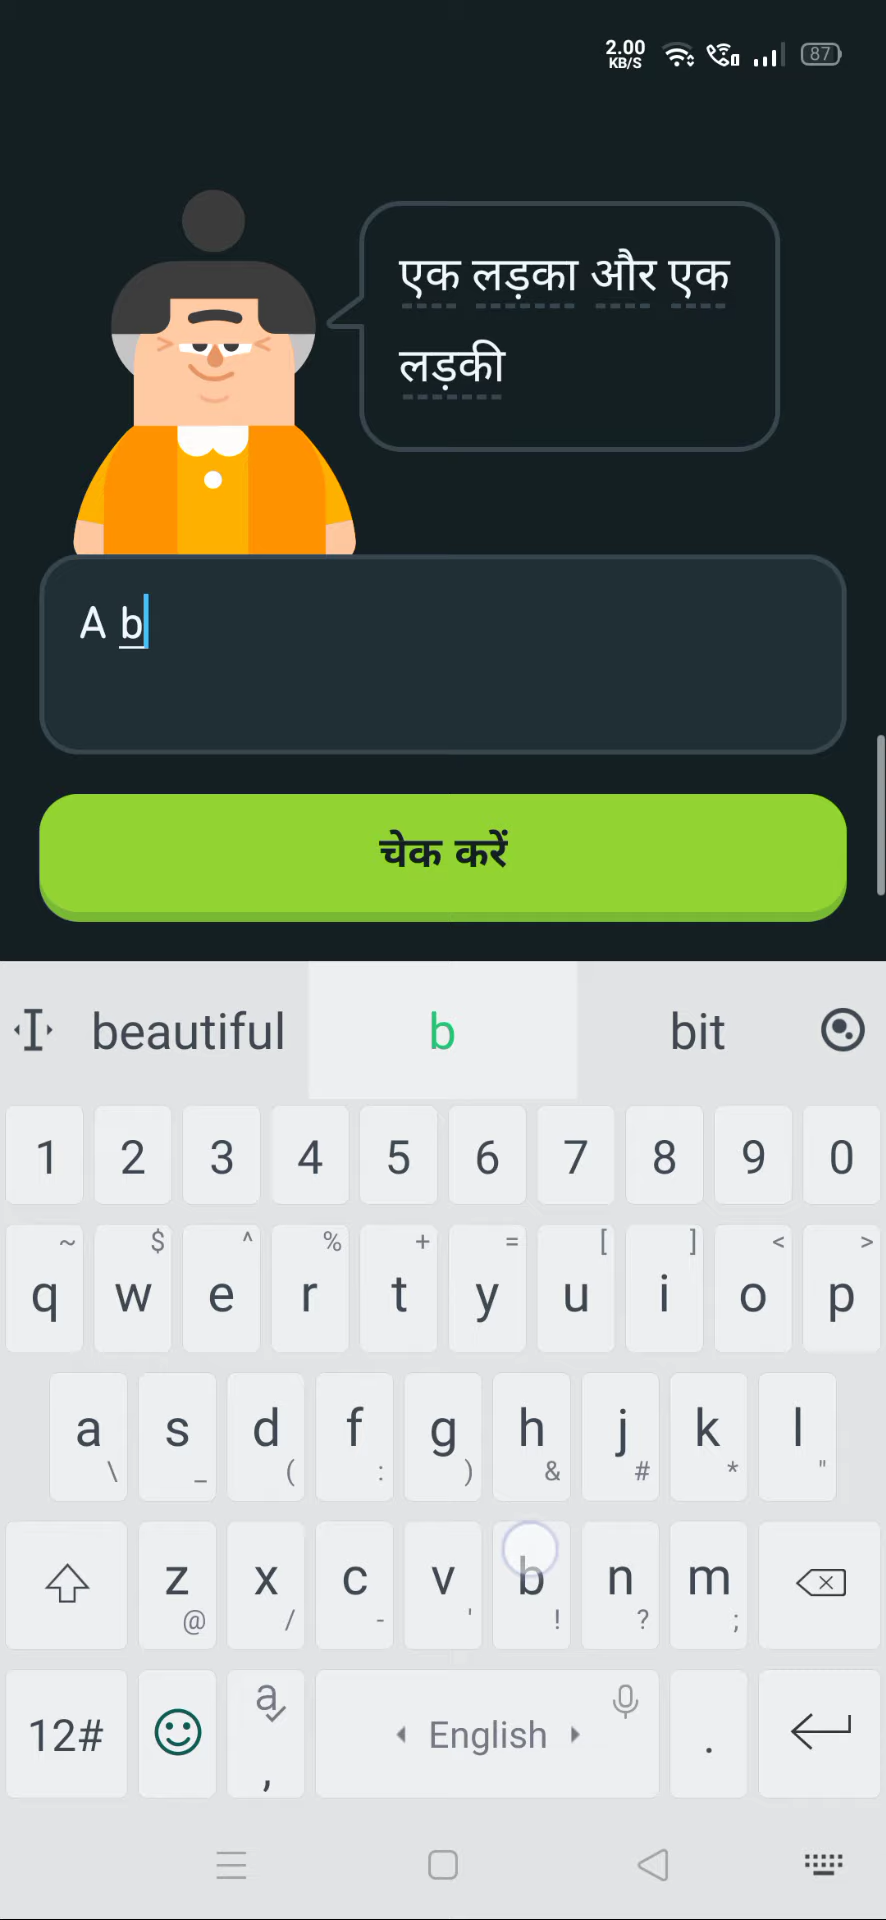 2.00
KB/S
87
एक लड़का और एक
लड़की
A b
चेक करें
beautiful b bit
1 2 3 4 5 6 7 8 9 0
~ $ ^ % + = [ ] < >
q w e r t y u i o p
a s d f g h j k l
\ _ ( : ) & # * "
z x c v b n m
@ / - ' ! ? ;
12# a , English .